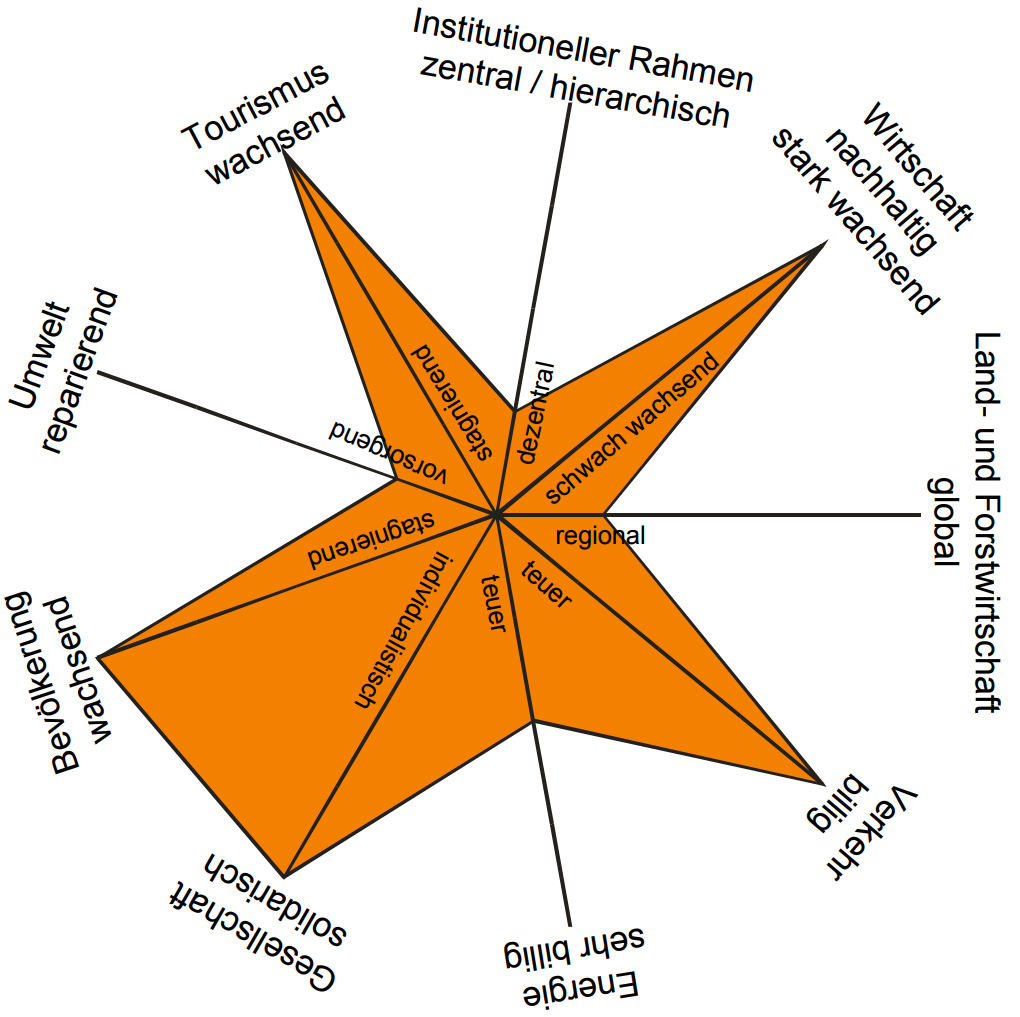 Institutioneller Rahmen
zentral / hierarchisch
dezentral
Wirtschaft
nachhaltig
stark wachsend
schwach wachsend
Land- und Forstwirtschaft
global
regional
Verkehr
billig
teuer
Energie
sehr billig
teuer
Gesellschaft
solidarisch
individualistisch
Bevölkerung
wachsend
stagnierend
Umwelt
reparierend
vorsorgend
Tourismus
wachsend
stagnierend